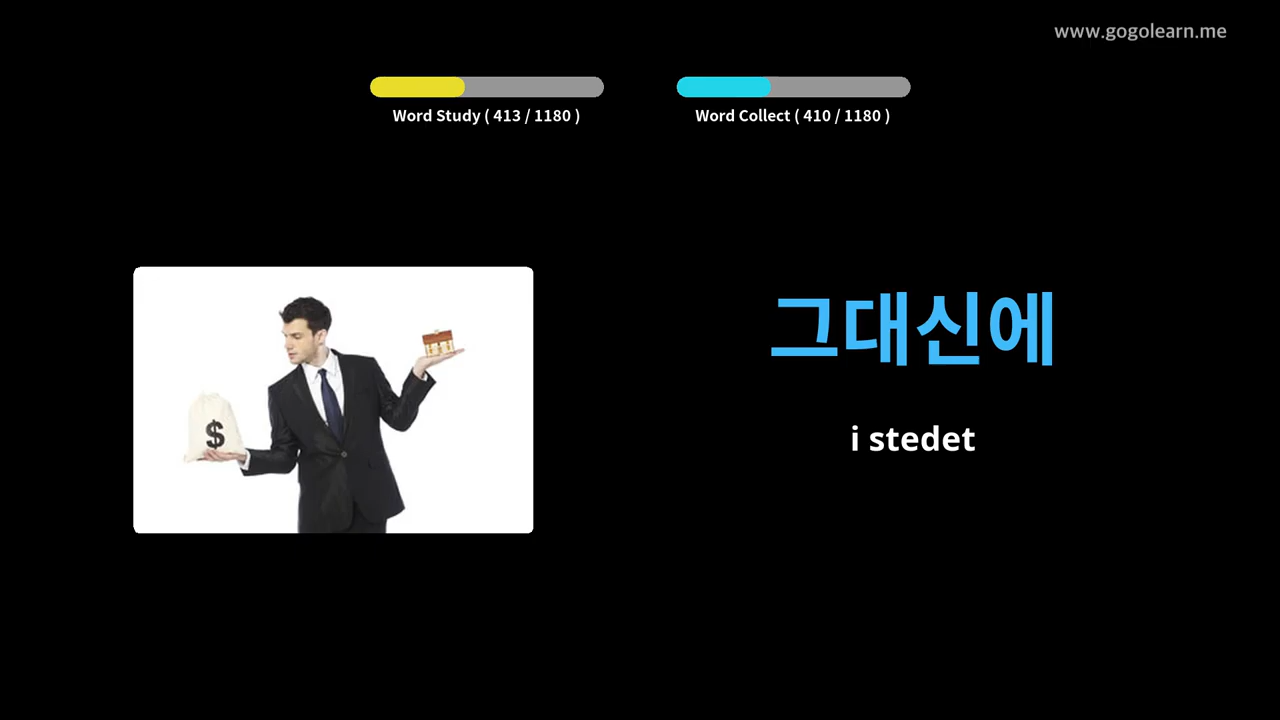 www.gogolearn.me
Word Study ( 413 / 1180 )
Word Collect ( 410 / 1180 )
$
그대신에
i stedet